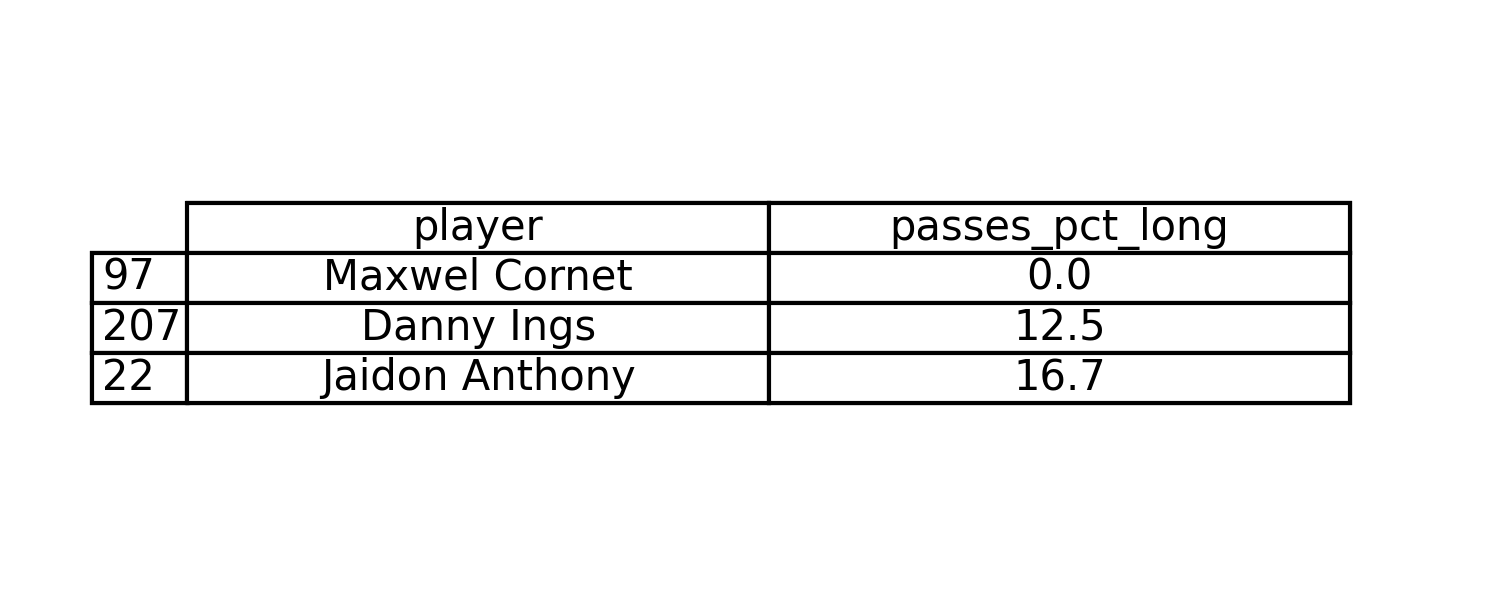 player passes_pct_long
97 Maxwel Cornet 0.0
207 Danny Ings 12.5
22 Jaidon Anthony 16.7